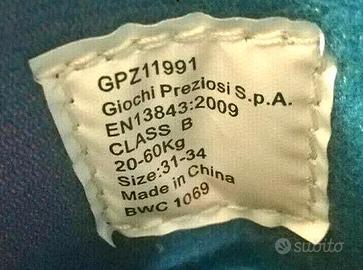 GPZ11991
Giochi Preziosi S.p.A.
EN13843:2009
CLASS B
20-60Kg
Size:31-34
Made in China
BWC 1069
subito